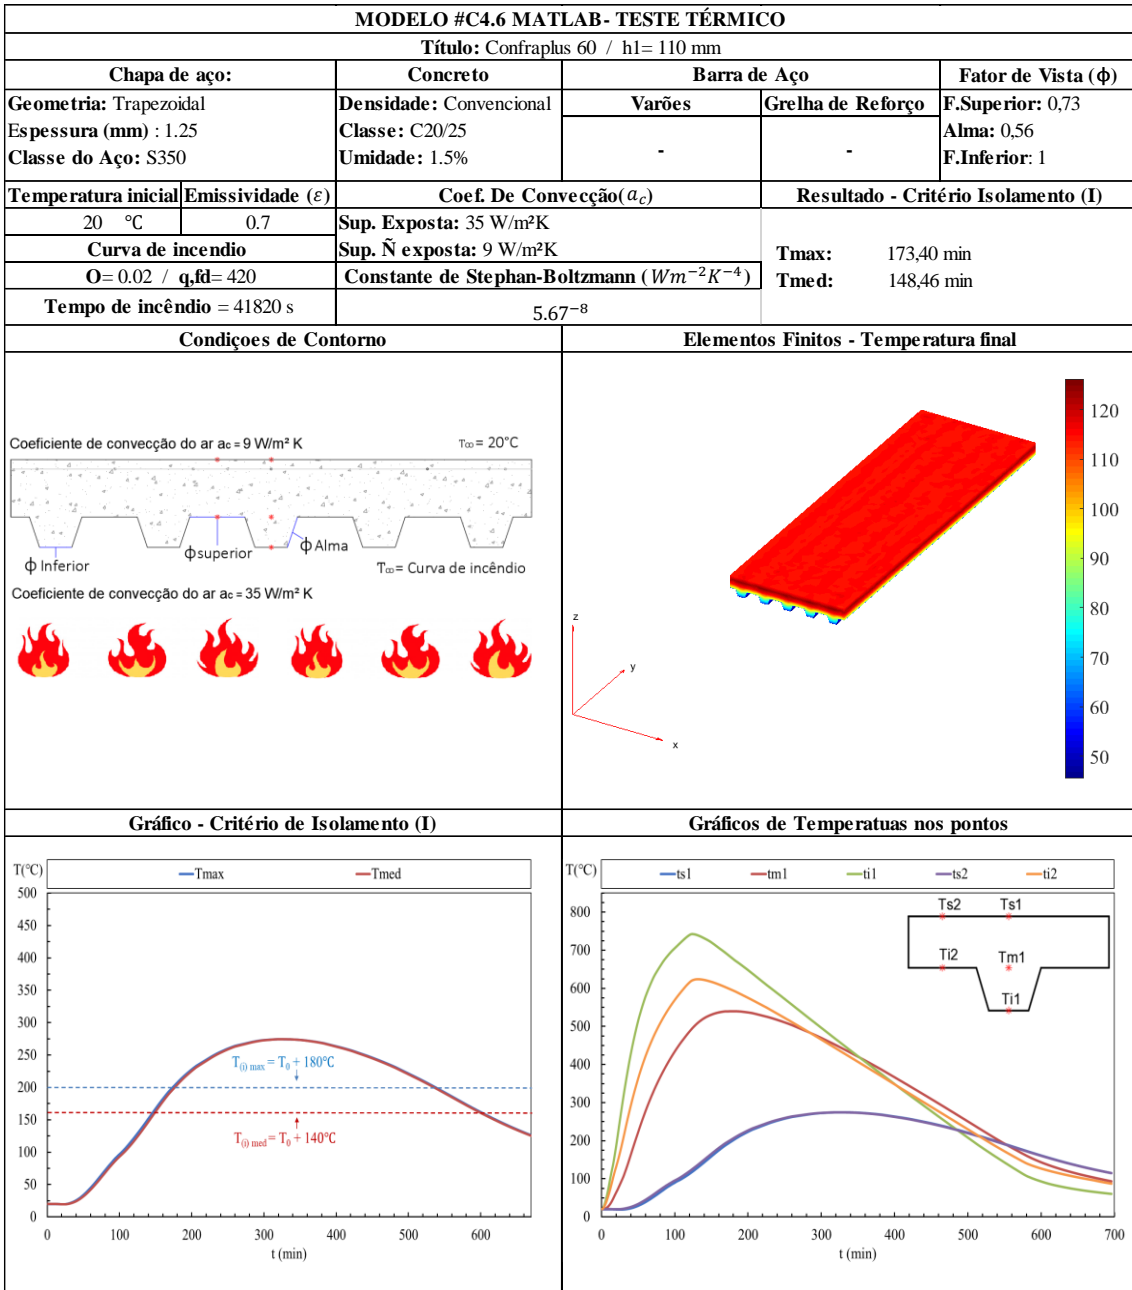 MODELO #C4.6 MATLAB- TESTE TÉRMICO
Título: Confraplus 60 / h1= 110 mm
Chapa de aço:
Geometria: Trapezoidal
Espessura (mm) : 1.25
Classe do Aço: S350
Concreto
Densidade: Convencional
Classe: C20/25
Umidade: 1.5%
Barra de Aço
Varões
-
Grelha de Reforço
-
Fator de Vista (ϕ)
F.Superior: 0,73
Alma: 0,56
F.Inferior: 1
Temperatura inicial
20 ℃
Emissividade (ε)
0.7
Curva de incendio
O= 0.02 / q,fd= 420
Tempo de incêndio = 41820 s
Coef. De Convecção(a_c)
Sup. Exposta: 35 W/m²K
Sup. Ñ exposta: 9 W/m²K
Constante de Stephan-Boltzmann (Wm⁻²K⁻⁴)
5.67⁻⁸
Resultado - Critério Isolamento (I)
Tmax: 173,40 min
Tmed: 148,46 min
Condiçoes de Contorno
Coeficiente de convecção do ar ac = 9 W/m² K
T∞ = 20°C
ϕ Inferior
ϕsuperior
ϕ Alma
T∞ = Curva de incêndio
Coeficiente de convecção do ar ac = 35 W/m² K
Elementos Finitos - Temperatura final
120
110
100
90
80
70
60
50
z
y
x
Gráfico - Critério de Isolamento (I)
T(°C)
Tmax
Tmed
500
450
400
350
300
250
200
150
100
50
0
T(i) max = T0 + 180℃
T(i) med = T0 + 140℃
0 100 200 300 400 500 600
t (min)
Gráficos de Temperatuas nos pontos
T(°C)
ts1
tm1
ti1
ts2
ti2
800
700
600
500
400
300
200
100
0
Ts2
Ts1
Ti2
Tm1
Ti1
0 100 200 300 400 500 600 700
t (min)